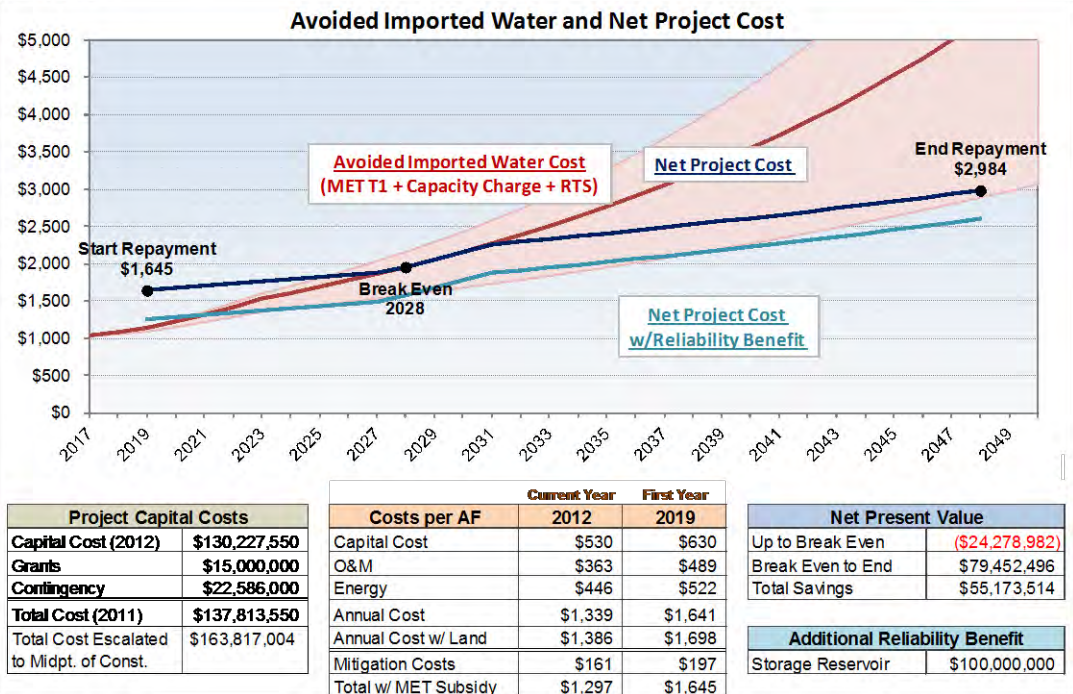 Avoided Imported Water and Net Project Cost
$5,000
$4,500
$4,000
$3,500
$3,000
$2,500
$2,000
$1,500
$1,000
$500
$0
Avoided Imported Water Cost
(MET T1 + Capacity Charge + RTS)
Net Project Cost
End Repayment
$2,984
Start Repayment
$1,645
Break Even
2028
Net Project Cost
w/Reliability Benefit
2017
2019
2021
2023
2025
2027
2029
2031
2033
2035
2037
2039
2041
2043
2045
2047
2049
Project Capital Costs
Capital Cost (2012) $130,227,550
Grants $15,000,000
Contingency $22,586,000
Total Cost (2011) $137,813,550
Total Cost Escalated $163,817,004
to Midpt. of Const.
Current Year First Year
Costs per AF 2012 2019
Capital Cost $530 $630
O&M $363 $489
Energy $446 $522
Annual Cost $1,339 $1,641
Annual Cost w/ Land $1,386 $1,698
Mitigation Costs $161 $197
Total w/ MET Subsidy $1,297 $1,645
Net Present Value
Up to Break Even ($24,278,982)
Break Even to End $79,452,496
Total Savings $55,173,514
Additional Reliability Benefit
Storage Reservoir $100,000,000